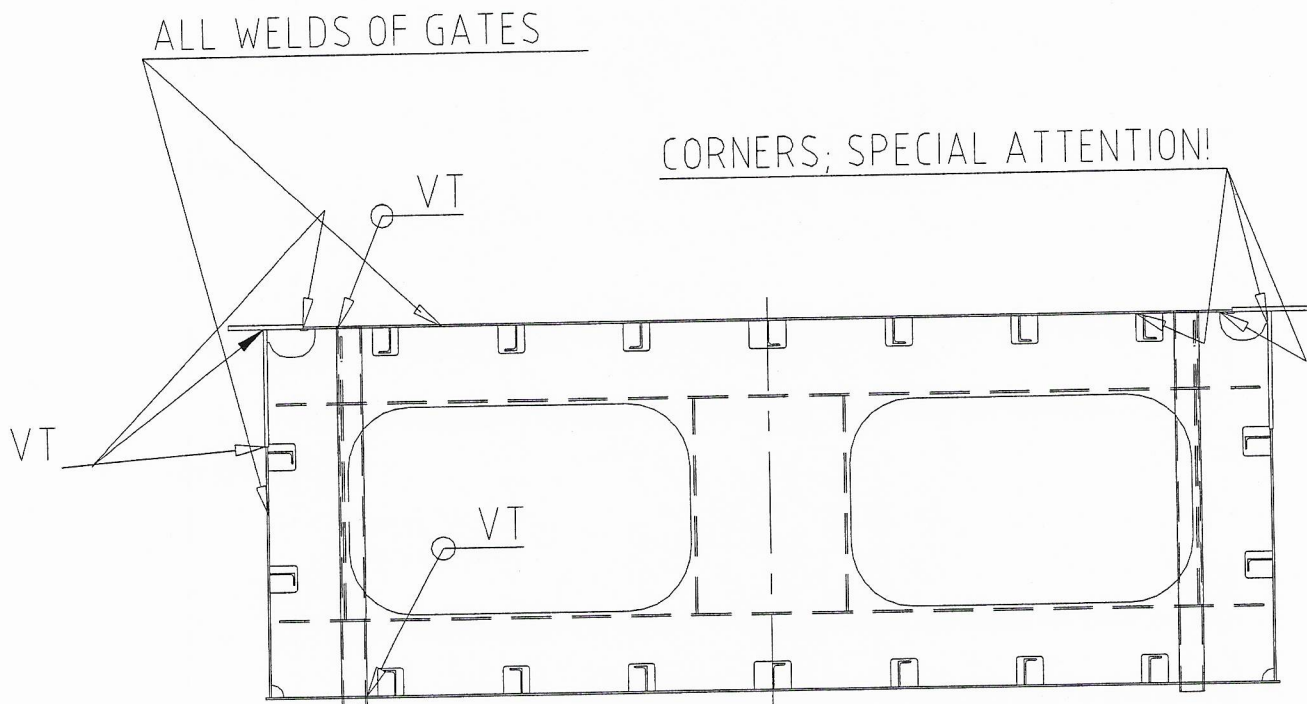 ALL WELDS OF GATES
CORNERS; SPECIAL ATTENTION!
VT
VT
VT